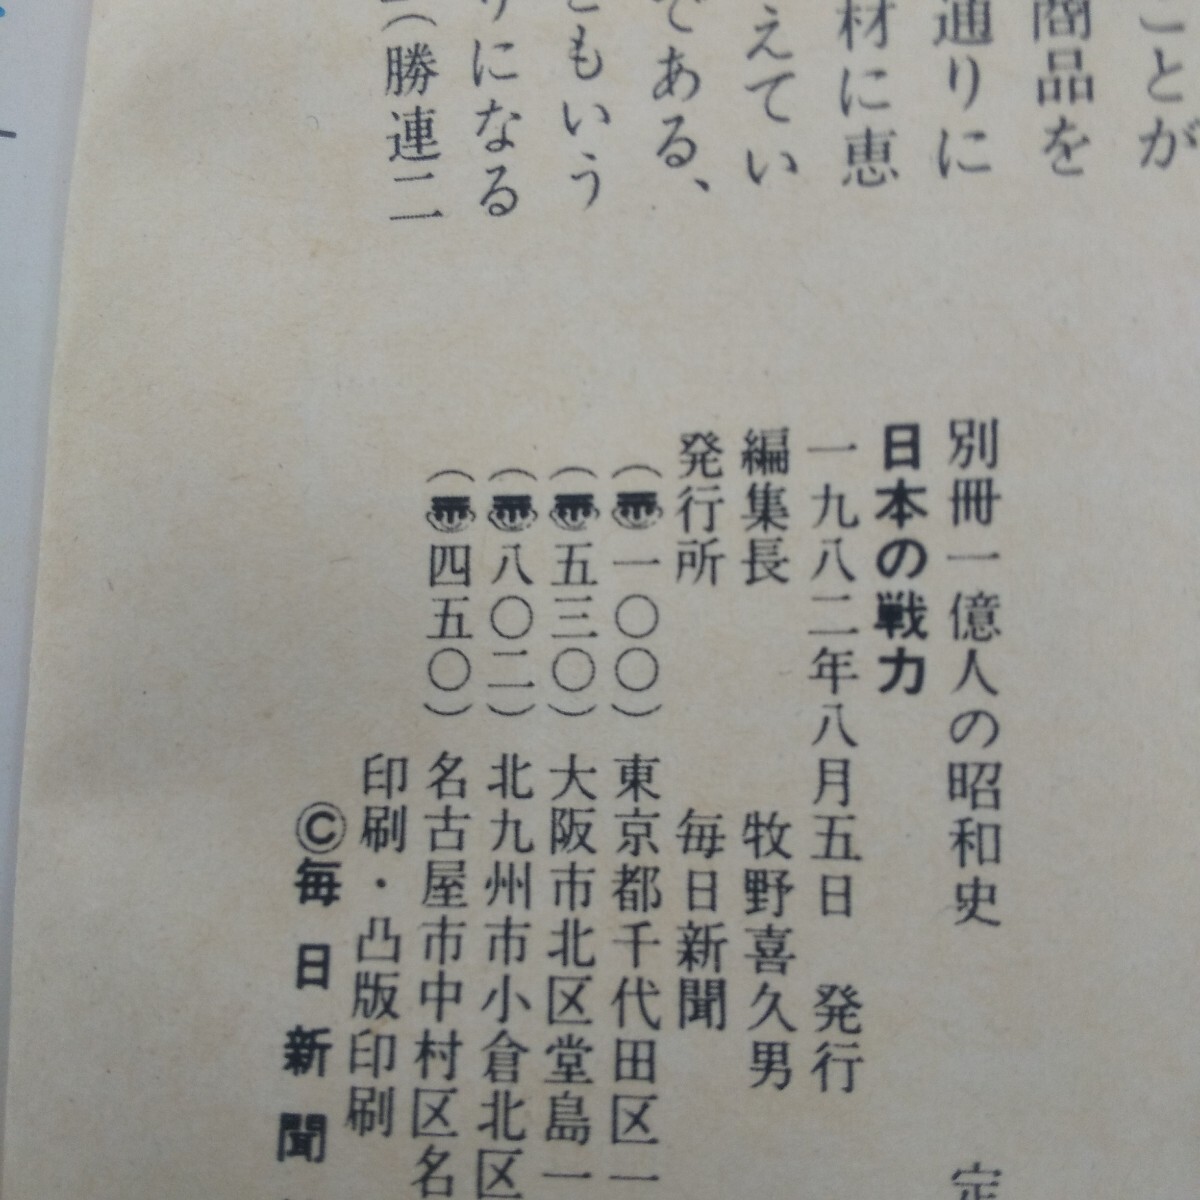 ことが
商品を
通りに
材に恵
えてい
である、
ともいう
りになる
(勝連二
別冊一億人の昭和史
日本の戦力
一九八二年八月五日 発行
編集長 牧野喜久男
発行所 毎日新聞
(〠一〇〇) 東京都千代田区一
(〠五三〇) 大阪市北区堂島一
(〠八〇二) 北九州市小倉北区
(〠四五〇) 名古屋市中村区名
印刷・凸版印刷
©毎日新聞
定